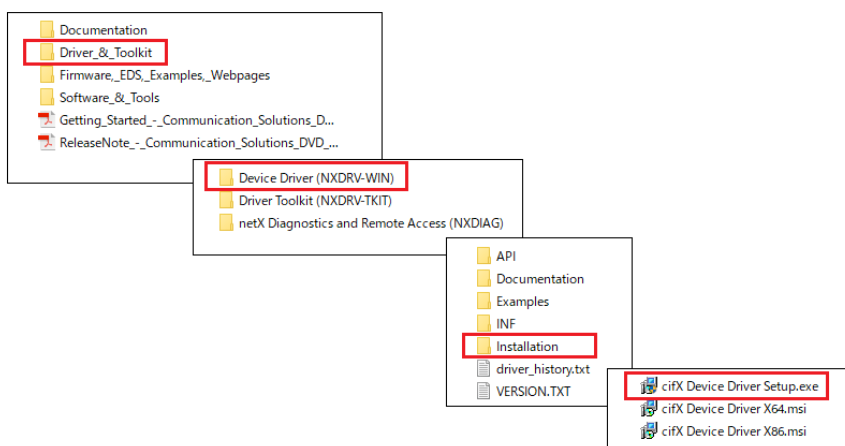 Documentation
Driver_&_Toolkit
Firmware,_EDS,_Examples,_Webpages
Software_&_Tools
Getting_Started_-_Communication_Solutions_D...
ReleaseNote_-_Communication_Solutions_DVD_...
Device Driver (NXDRV-WIN)
Driver Toolkit (NXDRV-TKIT)
netX Diagnostics and Remote Access (NXDIAG)
API
Documentation
Examples
INF
Installation
driver_history.txt
VERSION.TXT
cifX Device Driver Setup.exe
cifX Device Driver X64.msi
cifX Device Driver X86.msi